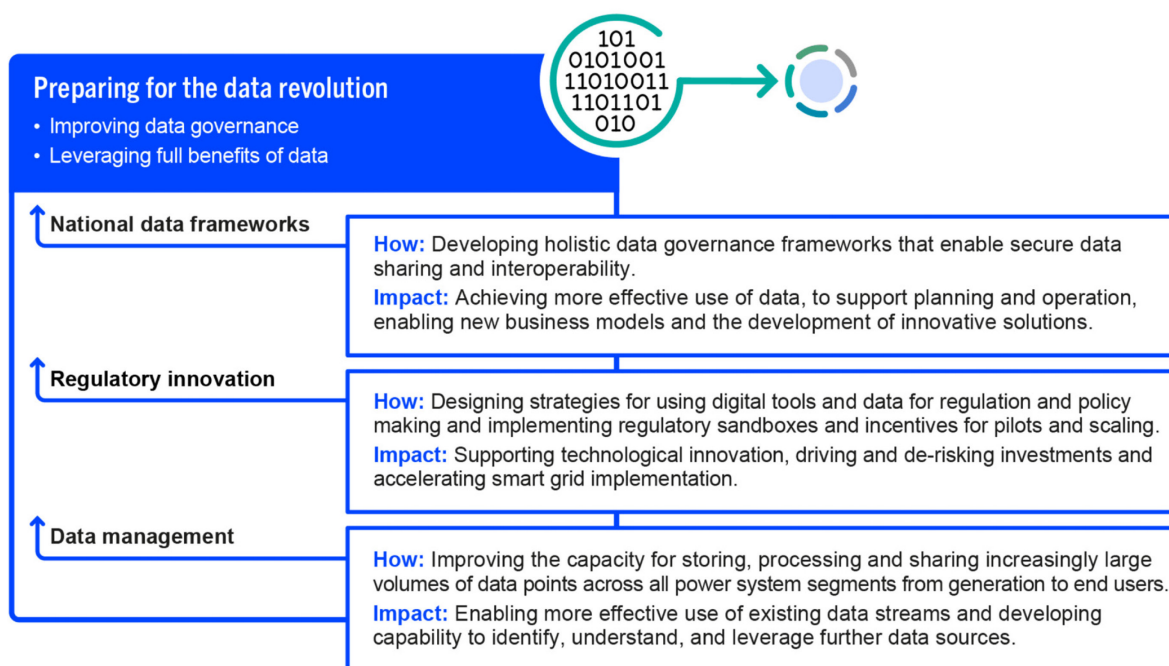 101
0101001
11010011
1101101
010
Preparing for the data revolution
• Improving data governance
• Leveraging full benefits of data
National data frameworks
How: Developing holistic data governance frameworks that enable secure data
sharing and interoperability.
Impact: Achieving more effective use of data, to support planning and operation,
enabling new business models and the development of innovative solutions.
Regulatory innovation
How: Designing strategies for using digital tools and data for regulation and policy
making and implementing regulatory sandboxes and incentives for pilots and scaling.
Impact: Supporting technological innovation, driving and de-risking investments and
accelerating smart grid implementation.
Data management
How: Improving the capacity for storing, processing and sharing increasingly large
volumes of data points across all power system segments from generation to end users.
Impact: Enabling more effective use of existing data streams and developing
capability to identify, understand, and leverage further data sources.